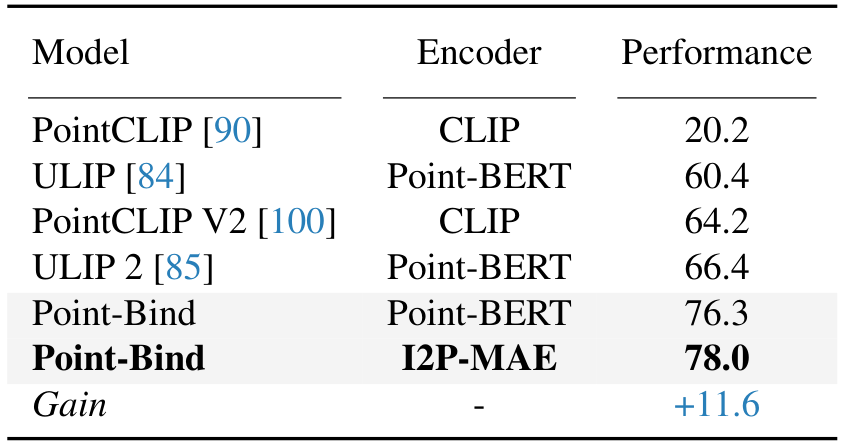 Model Encoder Performance
PointCLIP [90] CLIP 20.2
ULIP [84] Point-BERT 60.4
PointCLIP V2 [100] CLIP 64.2
ULIP 2 [85] Point-BERT 66.4
Point-Bind Point-BERT 76.3
Point-Bind I2P-MAE 78.0
Gain - +11.6